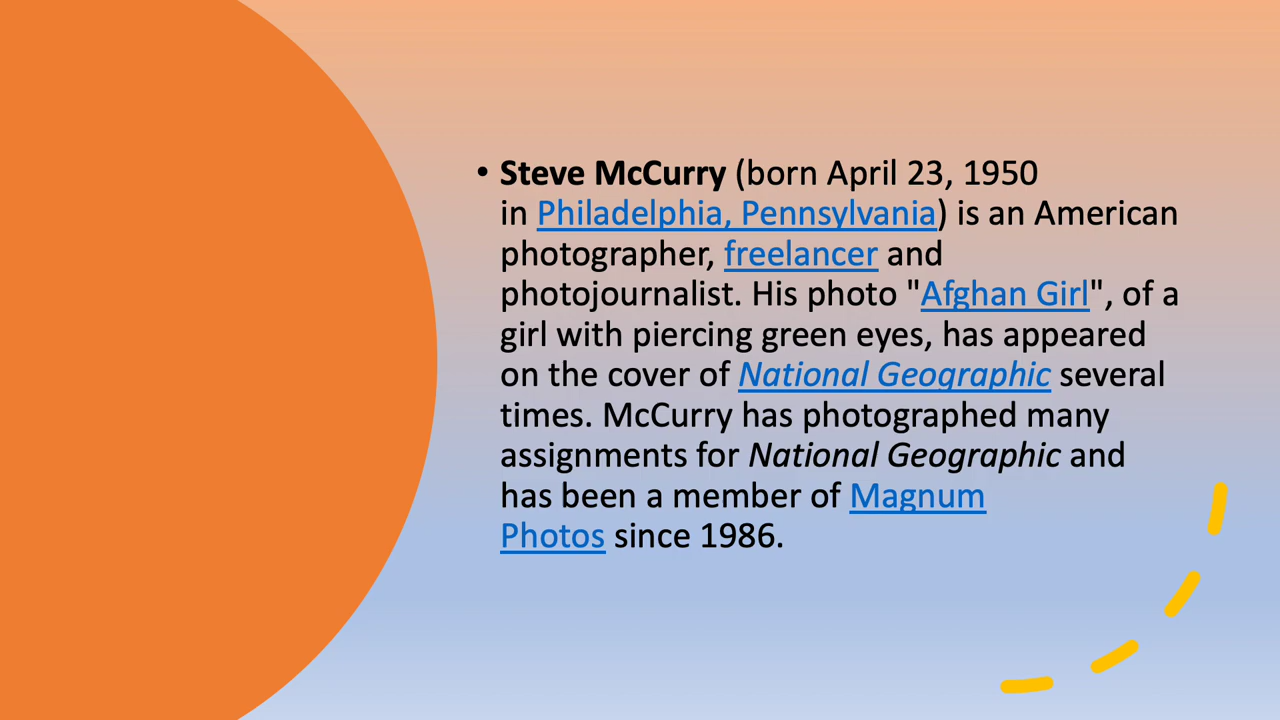 • Steve McCurry (born April 23, 1950
in Philadelphia, Pennsylvania) is an American
photographer, freelancer and
photojournalist. His photo "Afghan Girl", of a
girl with piercing green eyes, has appeared
on the cover of National Geographic several
times. McCurry has photographed many
assignments for National Geographic and
has been a member of Magnum
Photos since 1986.